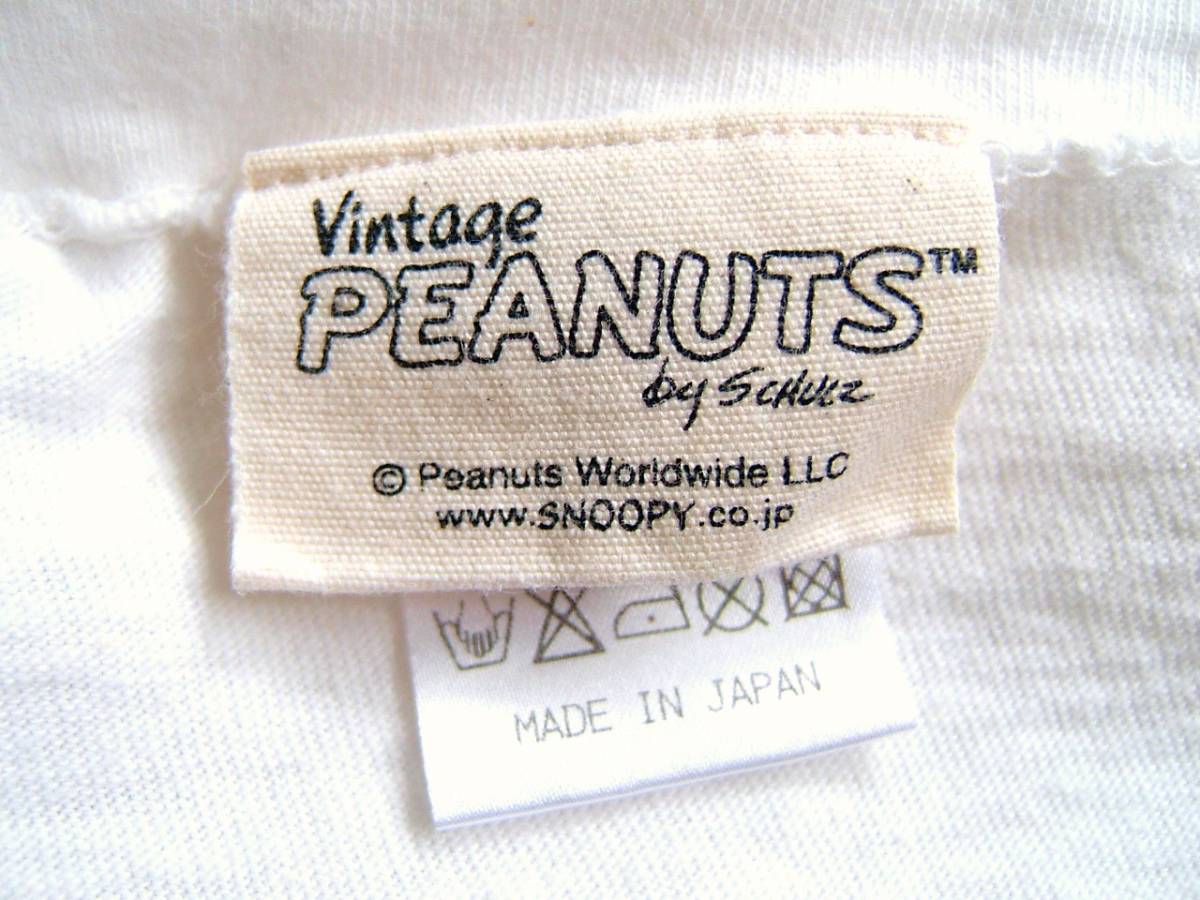 Vintage
PEANUTS™
by SCHULZ
© Peanuts Worldwide LLC
www.SNOOPY.co.jp
MADE IN JAPAN